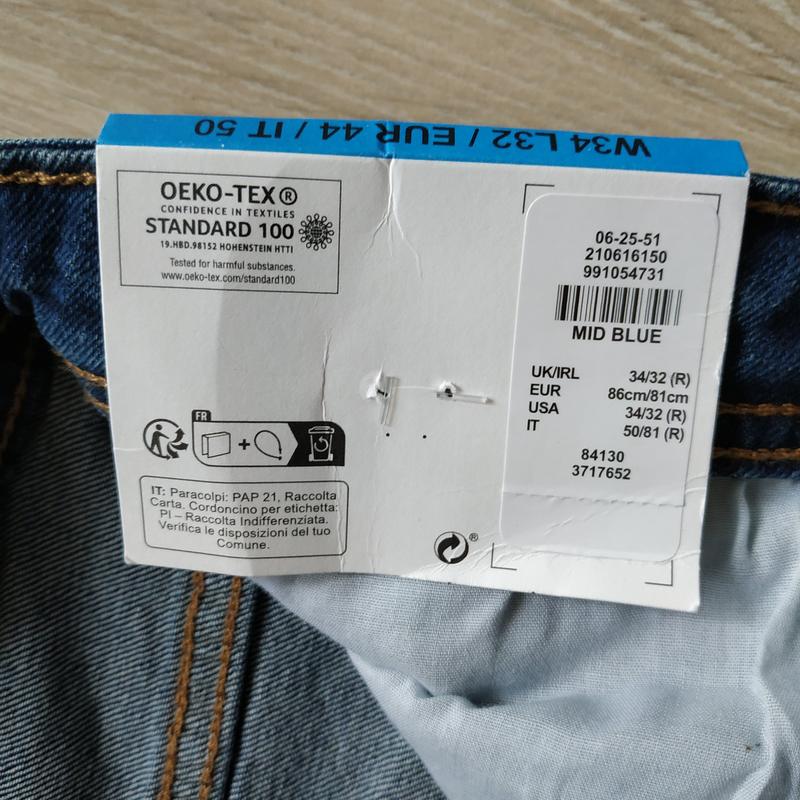 W34 L32 / EUR 44 / IT 50
OEKO-TEX®
CONFIDENCE IN TEXTILES
STANDARD 100
19.HBD.98152 HOHENSTEIN HTTI
Tested for harmful substances.
www.oeko-tex.com/standard100
FR
IT: Paracolpi: PAP 21, Raccolta
Carta. Cordoncino per etichetta:
PI – Raccolta Indifferenziata.
Verifica le disposizioni del tuo
Comune.
®
06-25-51
210616150
991054731
MID BLUE
UK/IRL 34/32 (R)
EUR 86cm/81cm
USA 34/32 (R)
IT 50/81 (R)
84130
3717652